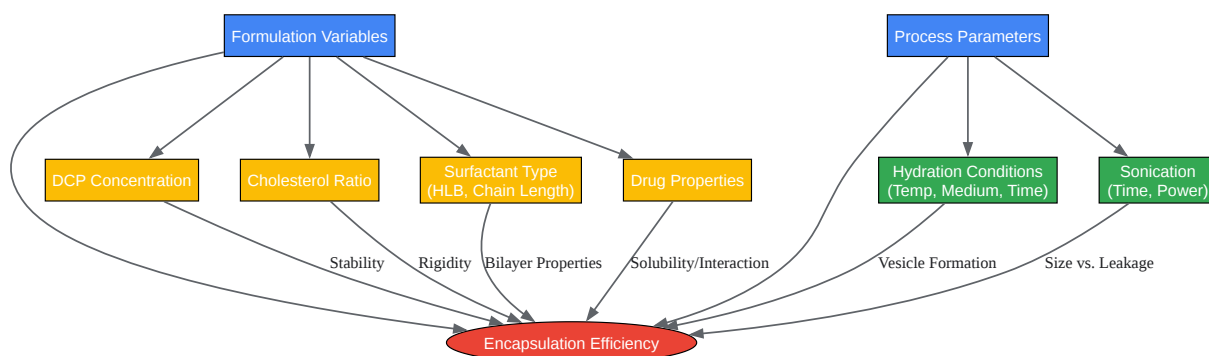 Formulation Variables
Process Parameters
DCP Concentration
Cholesterol Ratio
Surfactant Type
(HLB, Chain Length)
Drug Properties
Hydration Conditions
(Temp, Medium, Time)
Sonication
(Time, Power)
Stability
Rigidity
Bilayer Properties
Solubility/Interaction
Vesicle Formation
Size vs. Leakage
Encapsulation Efficiency